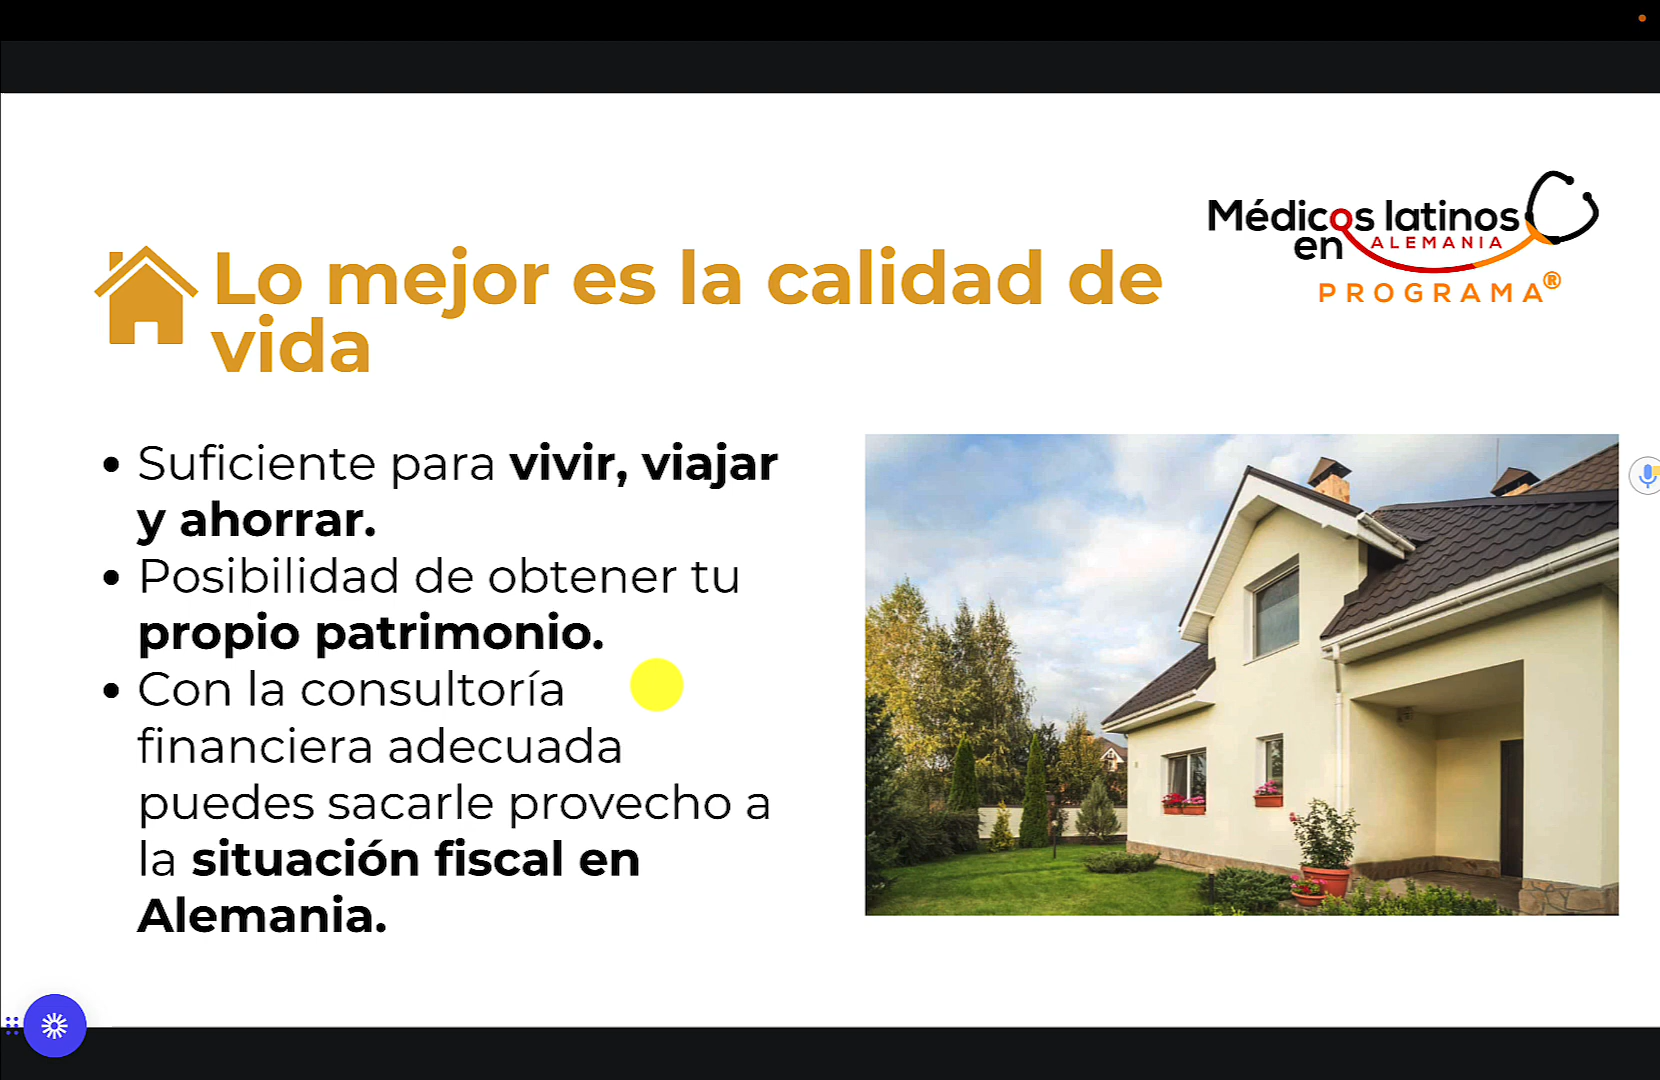 Médicos latinos
en ALEMANIA
PROGRAMA®
Lo mejor es la calidad de
vida
• Suficiente para vivir, viajar
y ahorrar.
• Posibilidad de obtener tu
propio patrimonio.
• Con la consultoría
financiera adecuada
puedes sacarle provecho a
la situación fiscal en
Alemania.